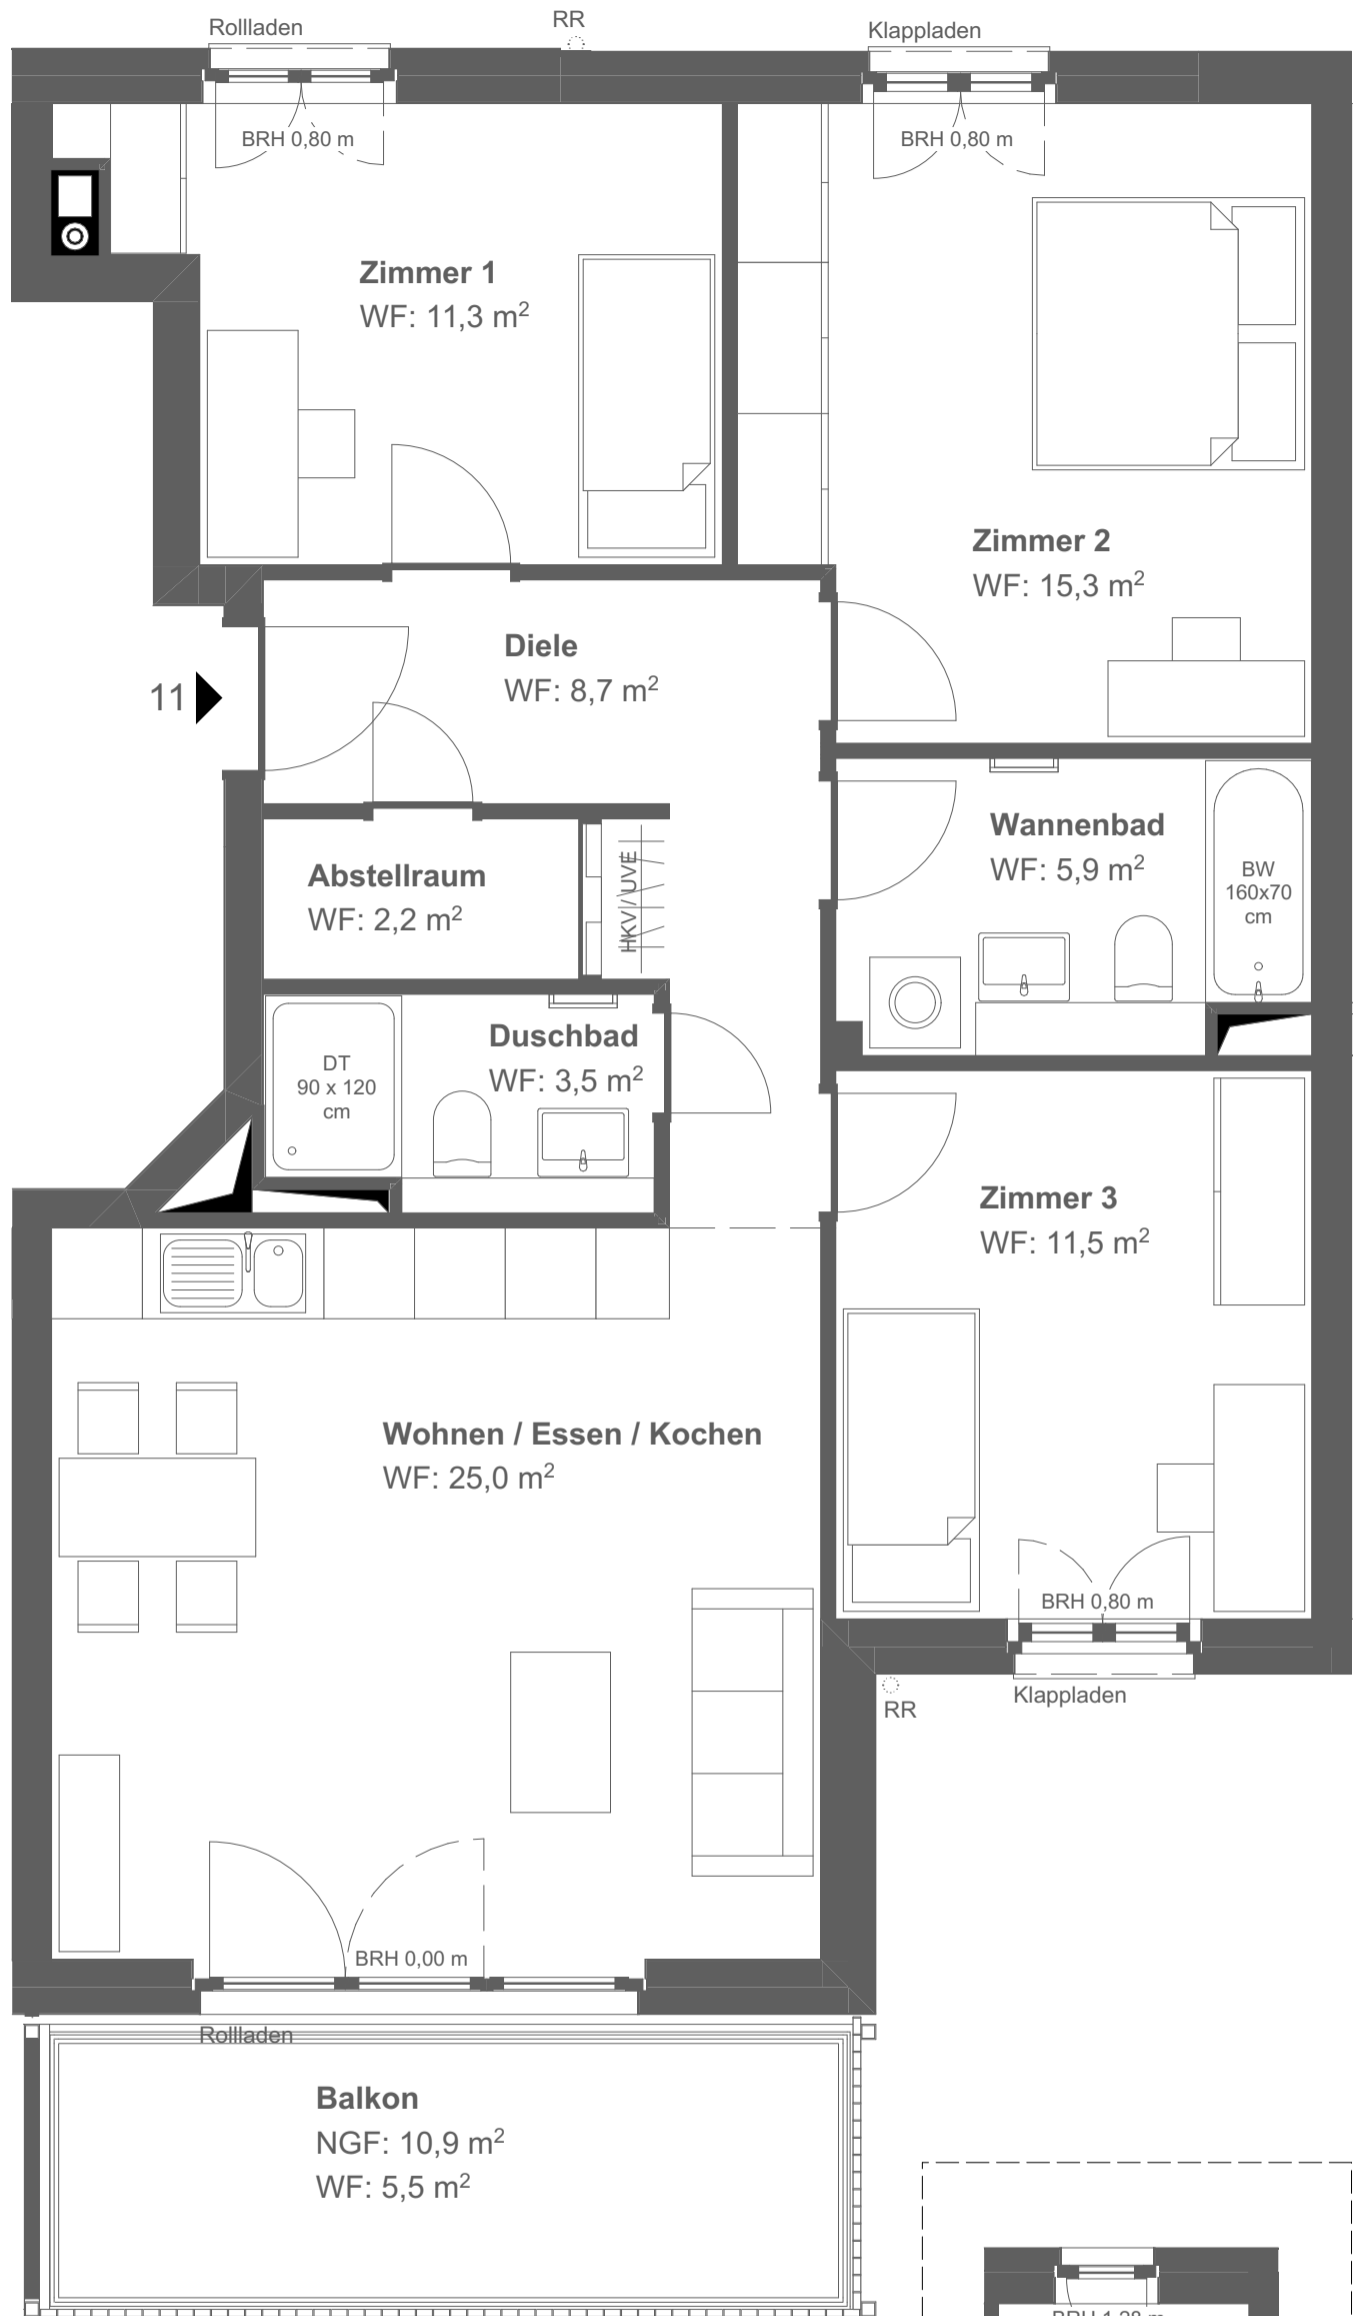 Rollladen
RR
Klappladen
BRH 0,80 m
BRH 0,80 m
Zimmer 1
WF: 11,3 m²
Zimmer 2
WF: 15,3 m²
Diele
WF: 8,7 m²
11
Wannenbad
WF: 5,9 m²
BW
160x70
cm
Abstellraum
WF: 2,2 m²
HKV / UVE
Duschbad
WF: 3,5 m²
DT
90 x 120
cm
Zimmer 3
WF: 11,5 m²
Wohnen / Essen / Kochen
WF: 25,0 m²
BRH 0,80 m
Klappladen
RR
BRH 0,00 m
Rollladen
Balkon
NGF: 10,9 m²
WF: 5,5 m²